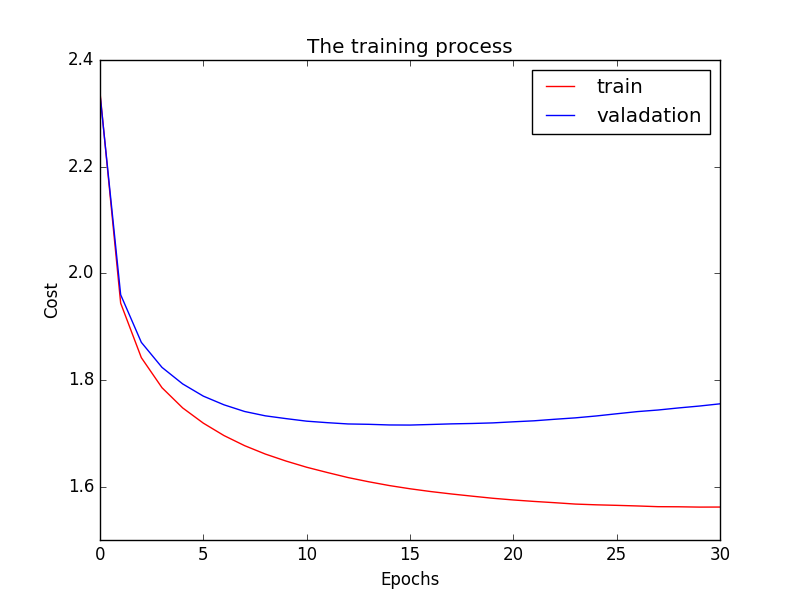 The training process
train
valadation
2.4
2.2
2.0
1.8
1.6
Cost
0 5 10 15 20 25 30
Epochs